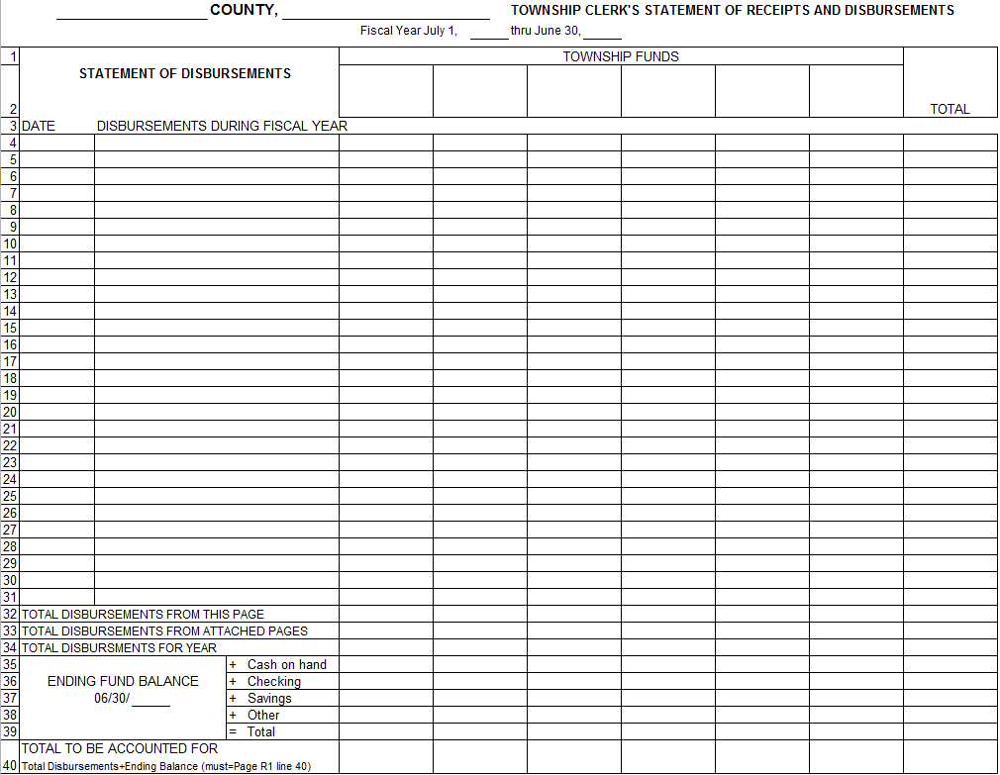 COUNTY, TOWNSHIP CLERK'S STATEMENT OF RECEIPTS AND DISBURSEMENTS
Fiscal Year July 1, _____ thru June 30, _____
1 STATEMENT OF DISBURSEMENTS TOWNSHIP FUNDS
2 TOTAL
3 DATE DISBURSEMENTS DURING FISCAL YEAR
4
5
6
7
8
9
10
11
12
13
14
15
16
17
18
19
20
21
22
23
24
25
26
27
28
29
30
31
32 TOTAL DISBURSEMENTS FROM THIS PAGE
33 TOTAL DISBURSEMENTS FROM ATTACHED PAGES
34 TOTAL DISBURSMENTS FOR YEAR
35 + Cash on hand
36 ENDING FUND BALANCE + Checking
37 06/30/ _____ + Savings
38 + Other
39 = Total
TOTAL TO BE ACCOUNTED FOR
40 Total Disbursements+Ending Balance (must=Page R1 line 40)